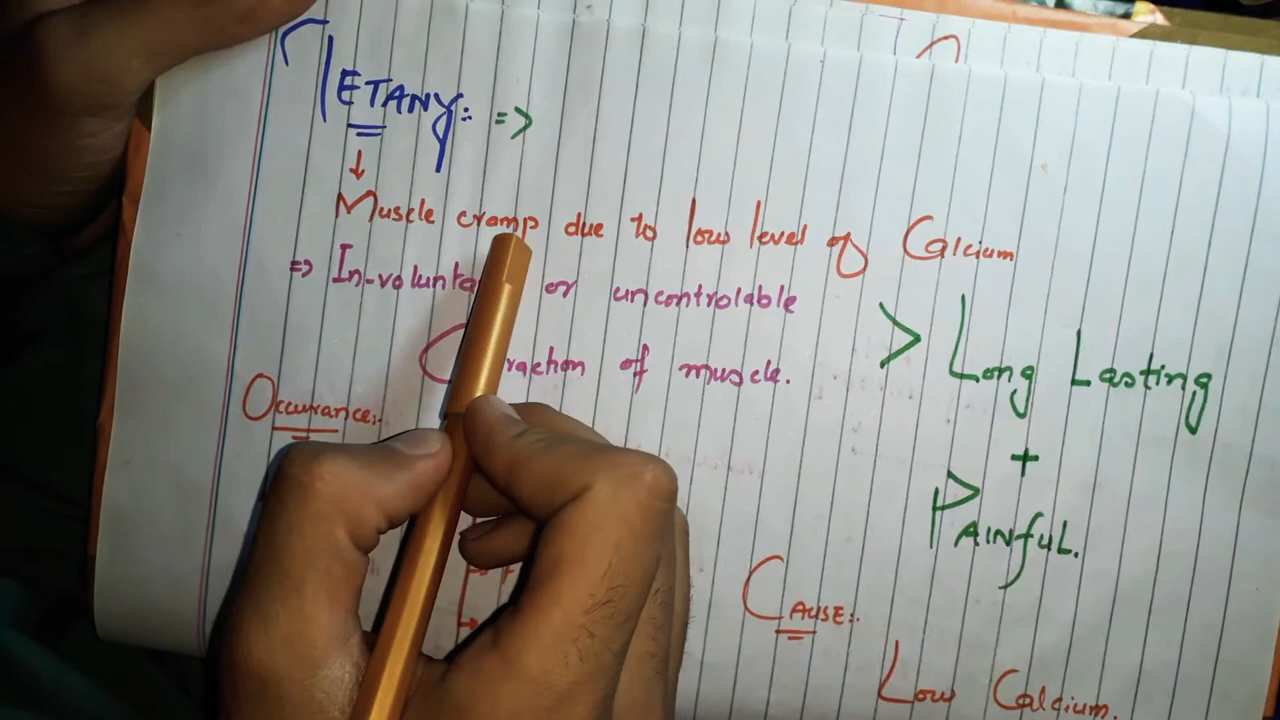 TETANY:- =>
↓
Muscle cramp due to low level of Calcium
=> In-volunta or uncontrolable
C raction of muscle.
> Long Lasting
+
PAINfuL.
Occurance:-
CAUSE:-
Low Calcium.